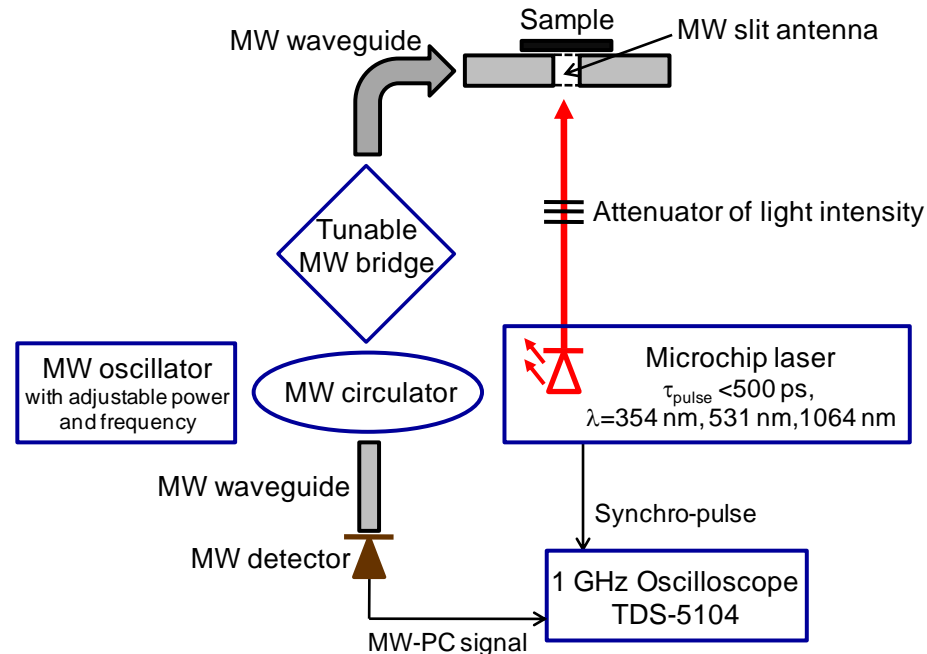 Sample
MW waveguide
MW slit antenna
Attenuator of light intensity
Tunable
MW bridge
MW oscillator
with adjustable power
and frequency
MW circulator
Microchip laser
τpulse <500 ps,
λ=354 nm, 531 nm,1064 nm
MW waveguide
Synchro-pulse
MW detector
1 GHz Oscilloscope
TDS-5104
MW-PC signal